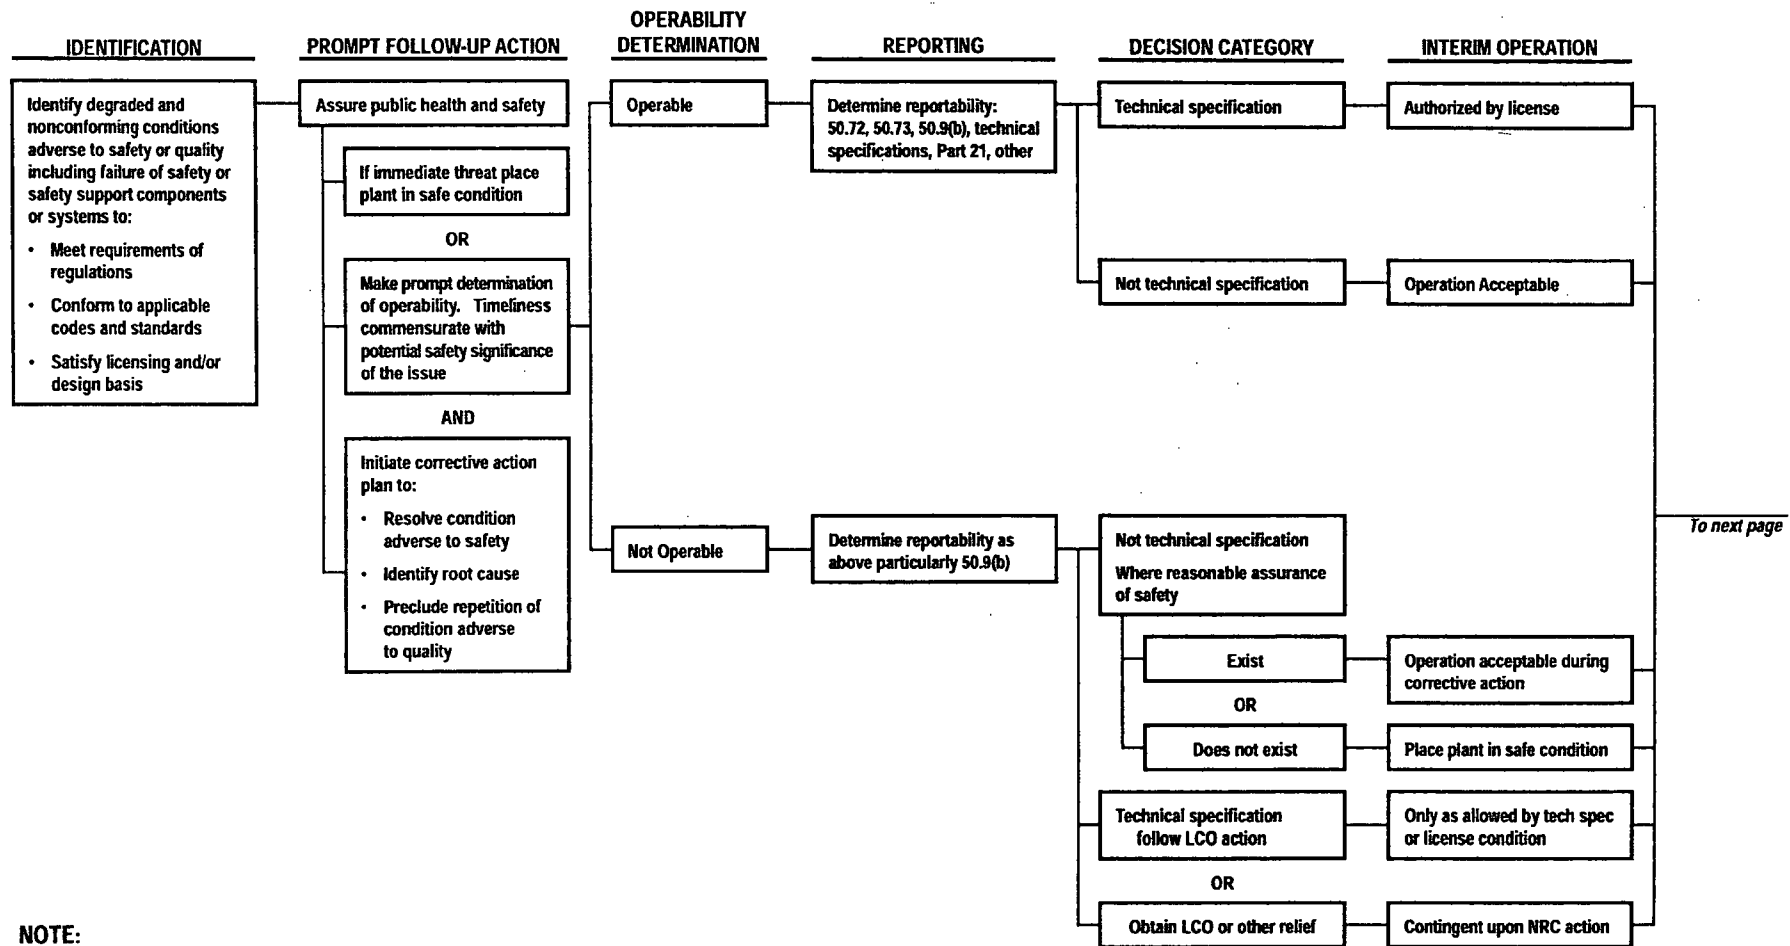 OPERABILITY
IDENTIFICATION PROMPT FOLLOW-UP ACTION DETERMINATION REPORTING DECISION CATEGORY INTERIM OPERATION
Identify degraded and
nonconforming conditions
adverse to safety or quality
including failure of safety or
safety support components
or systems to:
• Meet requirements of
regulations
• Conform to applicable
codes and standards
• Satisfy licensing and/or
design basis
Assure public health and safety
If immediate threat place
plant in safe condition
OR
Make prompt determination
of operability. Timeliness
commensurate with
potential safety significance
of the issue
AND
Initiate corrective action
plan to:
• Resolve condition
adverse to safety
• Identify root cause
• Preclude repetition of
condition adverse
to quality
Operable
Determine reportability:
50.72, 50.73, 50.9(b), technical
specifications, Part 21, other
Technical specification
Authorized by license
Not technical specification
Operation Acceptable
Not Operable
Determine reportability as
above particularly 50.9(b)
Not technical specification
Where reasonable assurance
of safety
Exist
Operation acceptable during
corrective action
OR
Does not exist
Place plant in safe condition
Technical specification
follow LCO action
Only as allowed by tech spec
or license condition
OR
Obtain LCO or other relief
Contingent upon NRC action
To next page
NOTE: